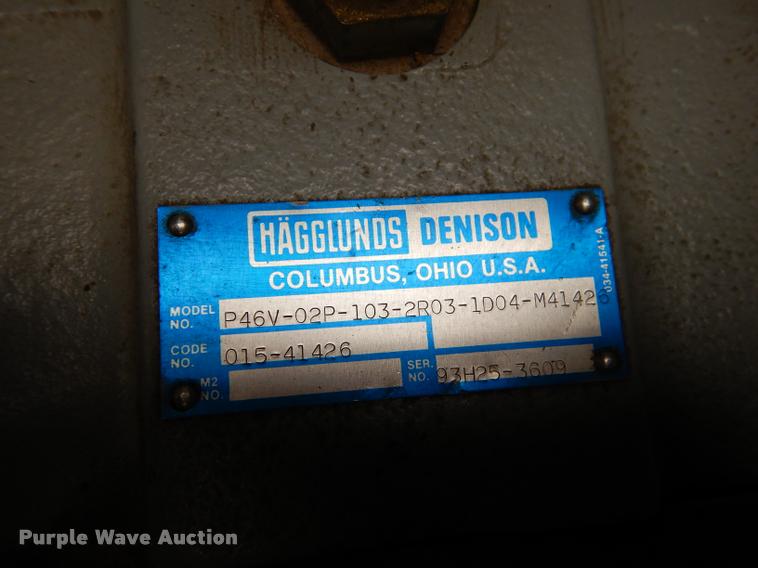 HÄGGLUNDS DENISON
COLUMBUS, OHIO U.S.A.
MODEL NO. P46V-02P-103-2R03-1D04-M4142
CODE NO. 015-41426
M2 NO.
SER. NO. 93H25-3609
034-41541-A
Purple Wave Auction